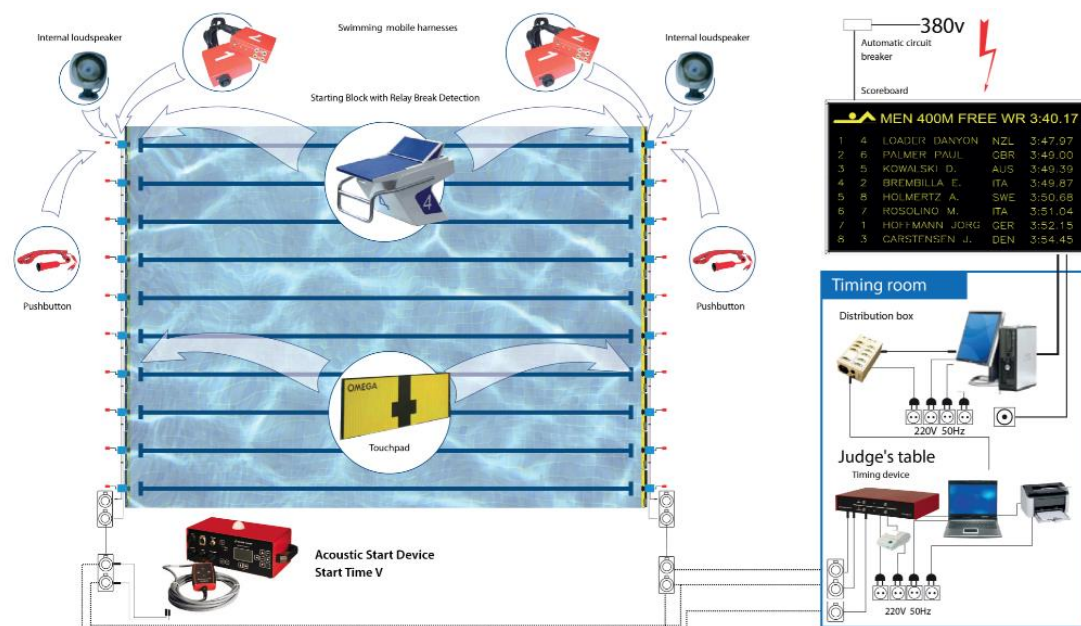 Swimming mobile harnesses
Internal loudspeaker
Internal loudspeaker
1
2
1
2
Starting Block with Relay Break Detection
4
Pushbutton
Pushbutton
OMEGA
Touchpad
Acoustic Start Device
Start Time V
380v
Automatic circuit
breaker
Scoreboard
MEN 400M FREE WR 3:40.17
1 4 LOADER DANYON NZL 3:47.97
2 6 PALMER PAUL GBR 3:49.00
3 5 KOWALSKI D. AUS 3:49.39
4 2 BREMBILLA E. ITA 3:49.87
5 8 HOLMERTZ A. SWE 3:50.68
6 7 ROSOLINO M. ITA 3:51.04
7 1 HOFFMANN JORG GER 3:52.15
8 3 CARSTENSEN J. DEN 3:54.45
Timing room
Distribution box
220V 50Hz
Judge's table
Timing device
220V 50Hz